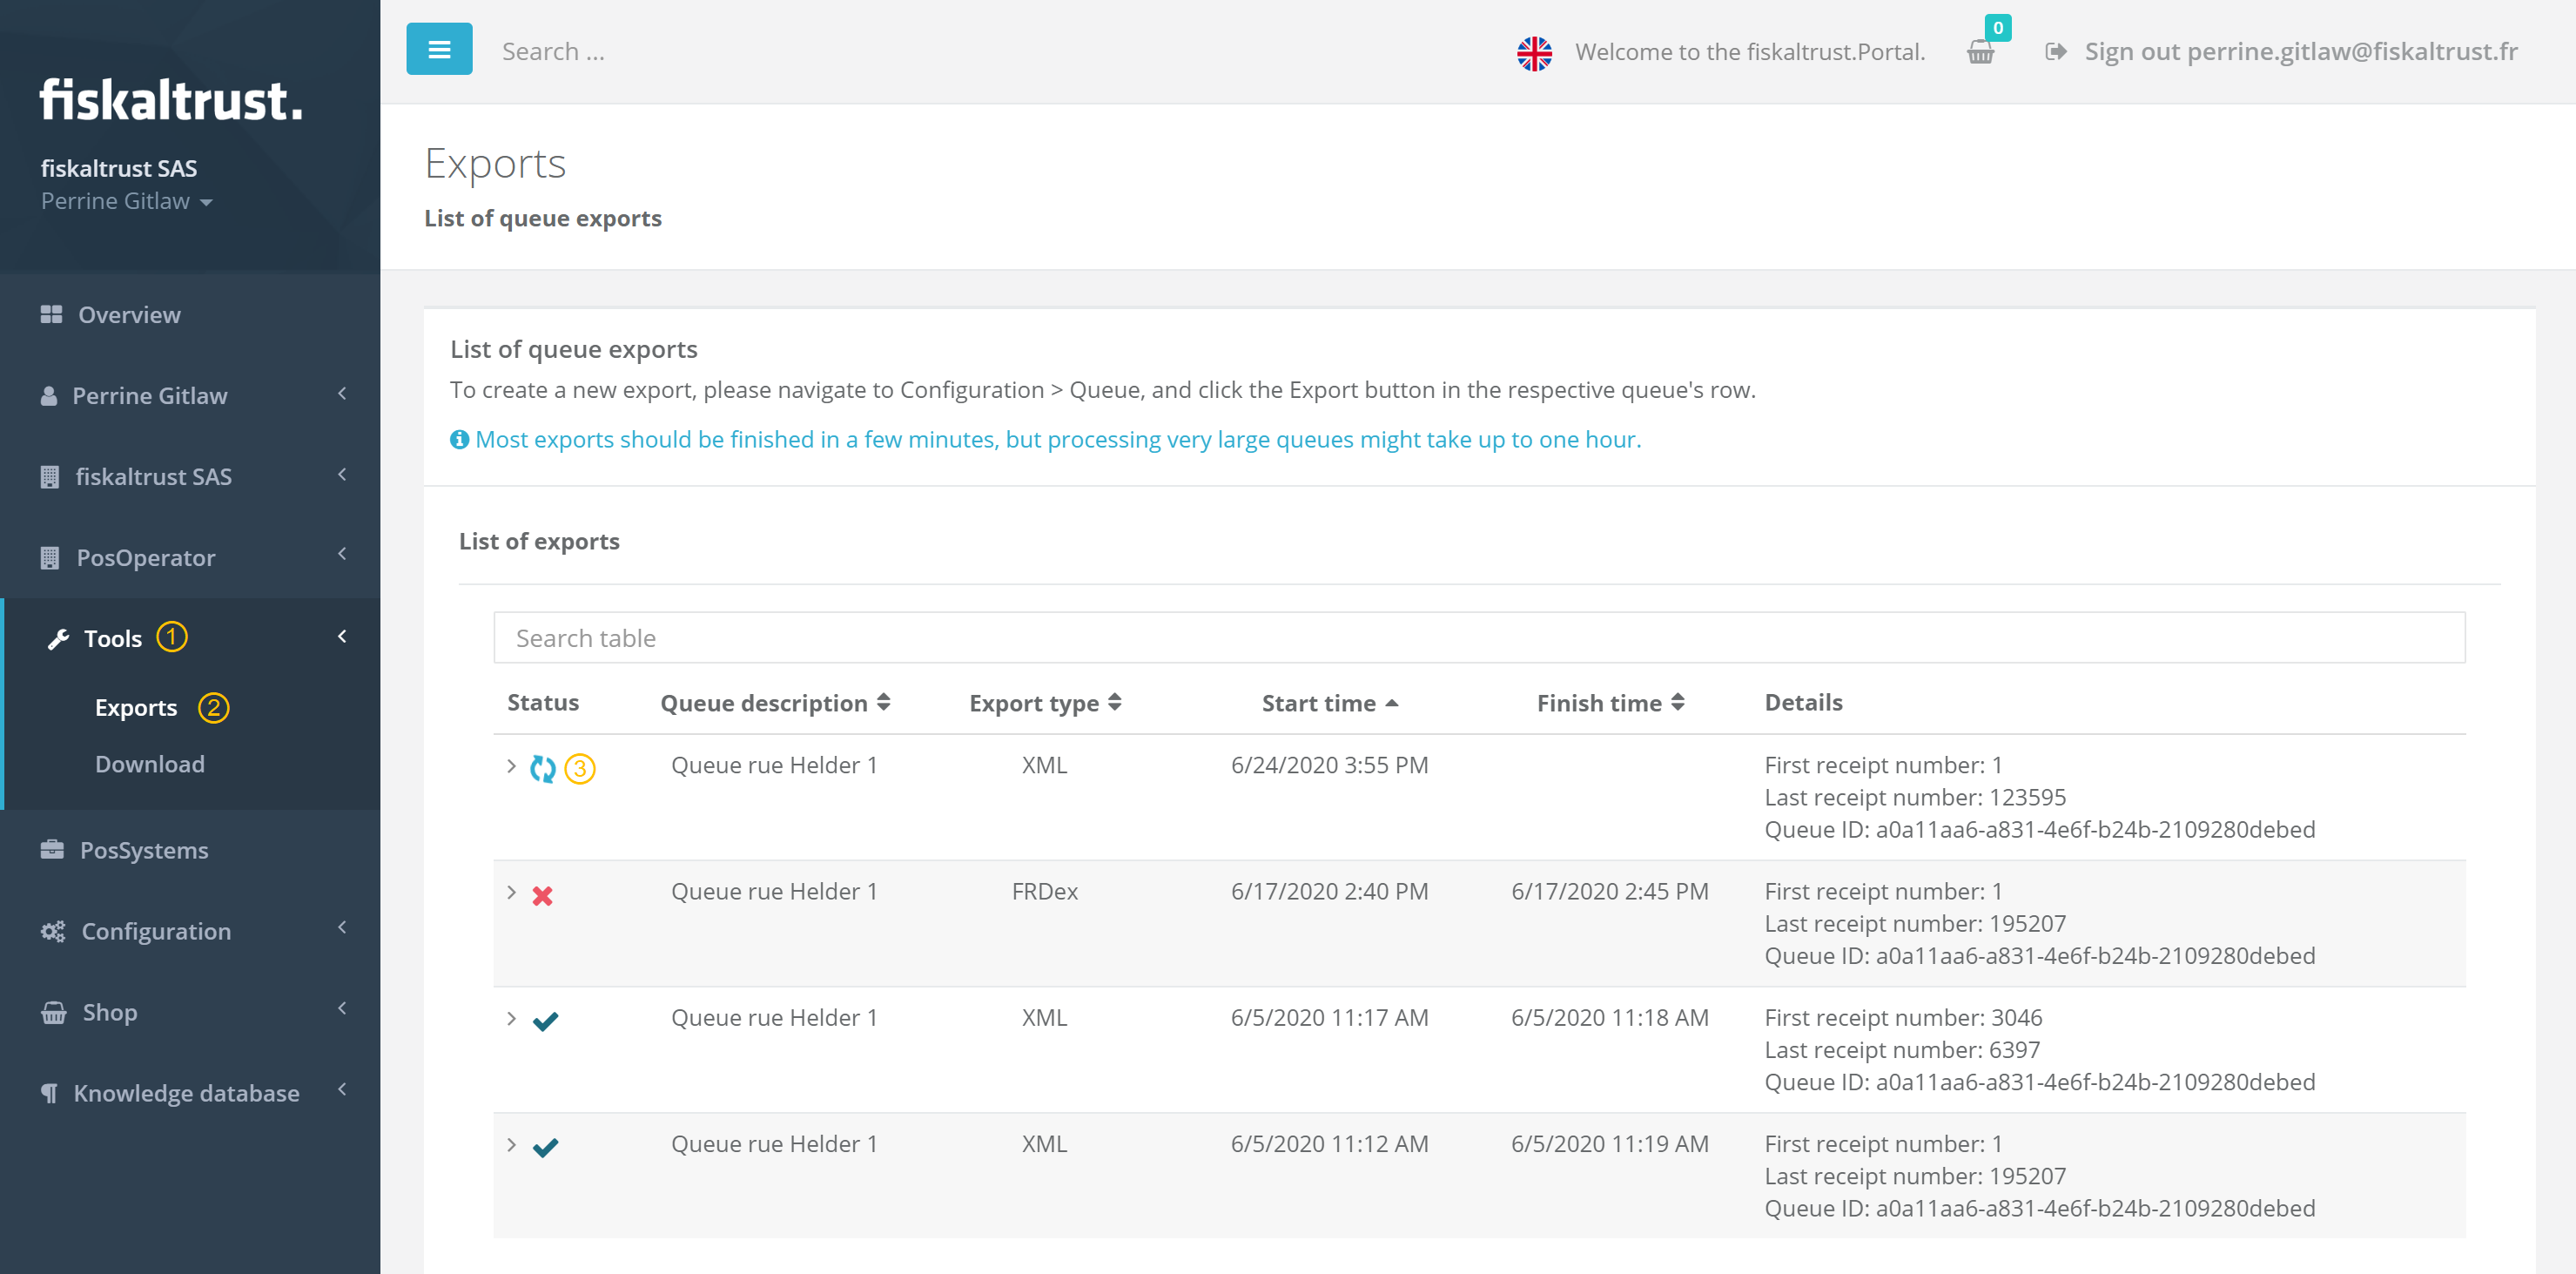 fiskaltrust.
fiskaltrust SAS
Perrine Gitlaw
Overview
Perrine Gitlaw
fiskaltrust SAS
PosOperator
Tools 1
Exports 2
Download
PosSystems
Configuration
Shop
Knowledge database
Search ...
Welcome to the fiskaltrust.Portal.
0
Sign out perrine.gitlaw@fiskaltrust.fr
Exports
List of queue exports
List of queue exports
To create a new export, please navigate to Configuration > Queue, and click the Export button in the respective queue's row.
Most exports should be finished in a few minutes, but processing very large queues might take up to one hour.
List of exports
Search table
Status Queue description Export type Start time Finish time Details
3 Queue rue Helder 1 XML 6/24/2020 3:55 PM First receipt number: 1
Last receipt number: 123595
Queue ID: a0a11aa6-a831-4e6f-b24b-2109280debed
Queue rue Helder 1 FRDex 6/17/2020 2:40 PM 6/17/2020 2:45 PM First receipt number: 1
Last receipt number: 195207
Queue ID: a0a11aa6-a831-4e6f-b24b-2109280debed
Queue rue Helder 1 XML 6/5/2020 11:17 AM 6/5/2020 11:18 AM First receipt number: 3046
Last receipt number: 6397
Queue ID: a0a11aa6-a831-4e6f-b24b-2109280debed
Queue rue Helder 1 XML 6/5/2020 11:12 AM 6/5/2020 11:19 AM First receipt number: 1
Last receipt number: 195207
Queue ID: a0a11aa6-a831-4e6f-b24b-2109280debed